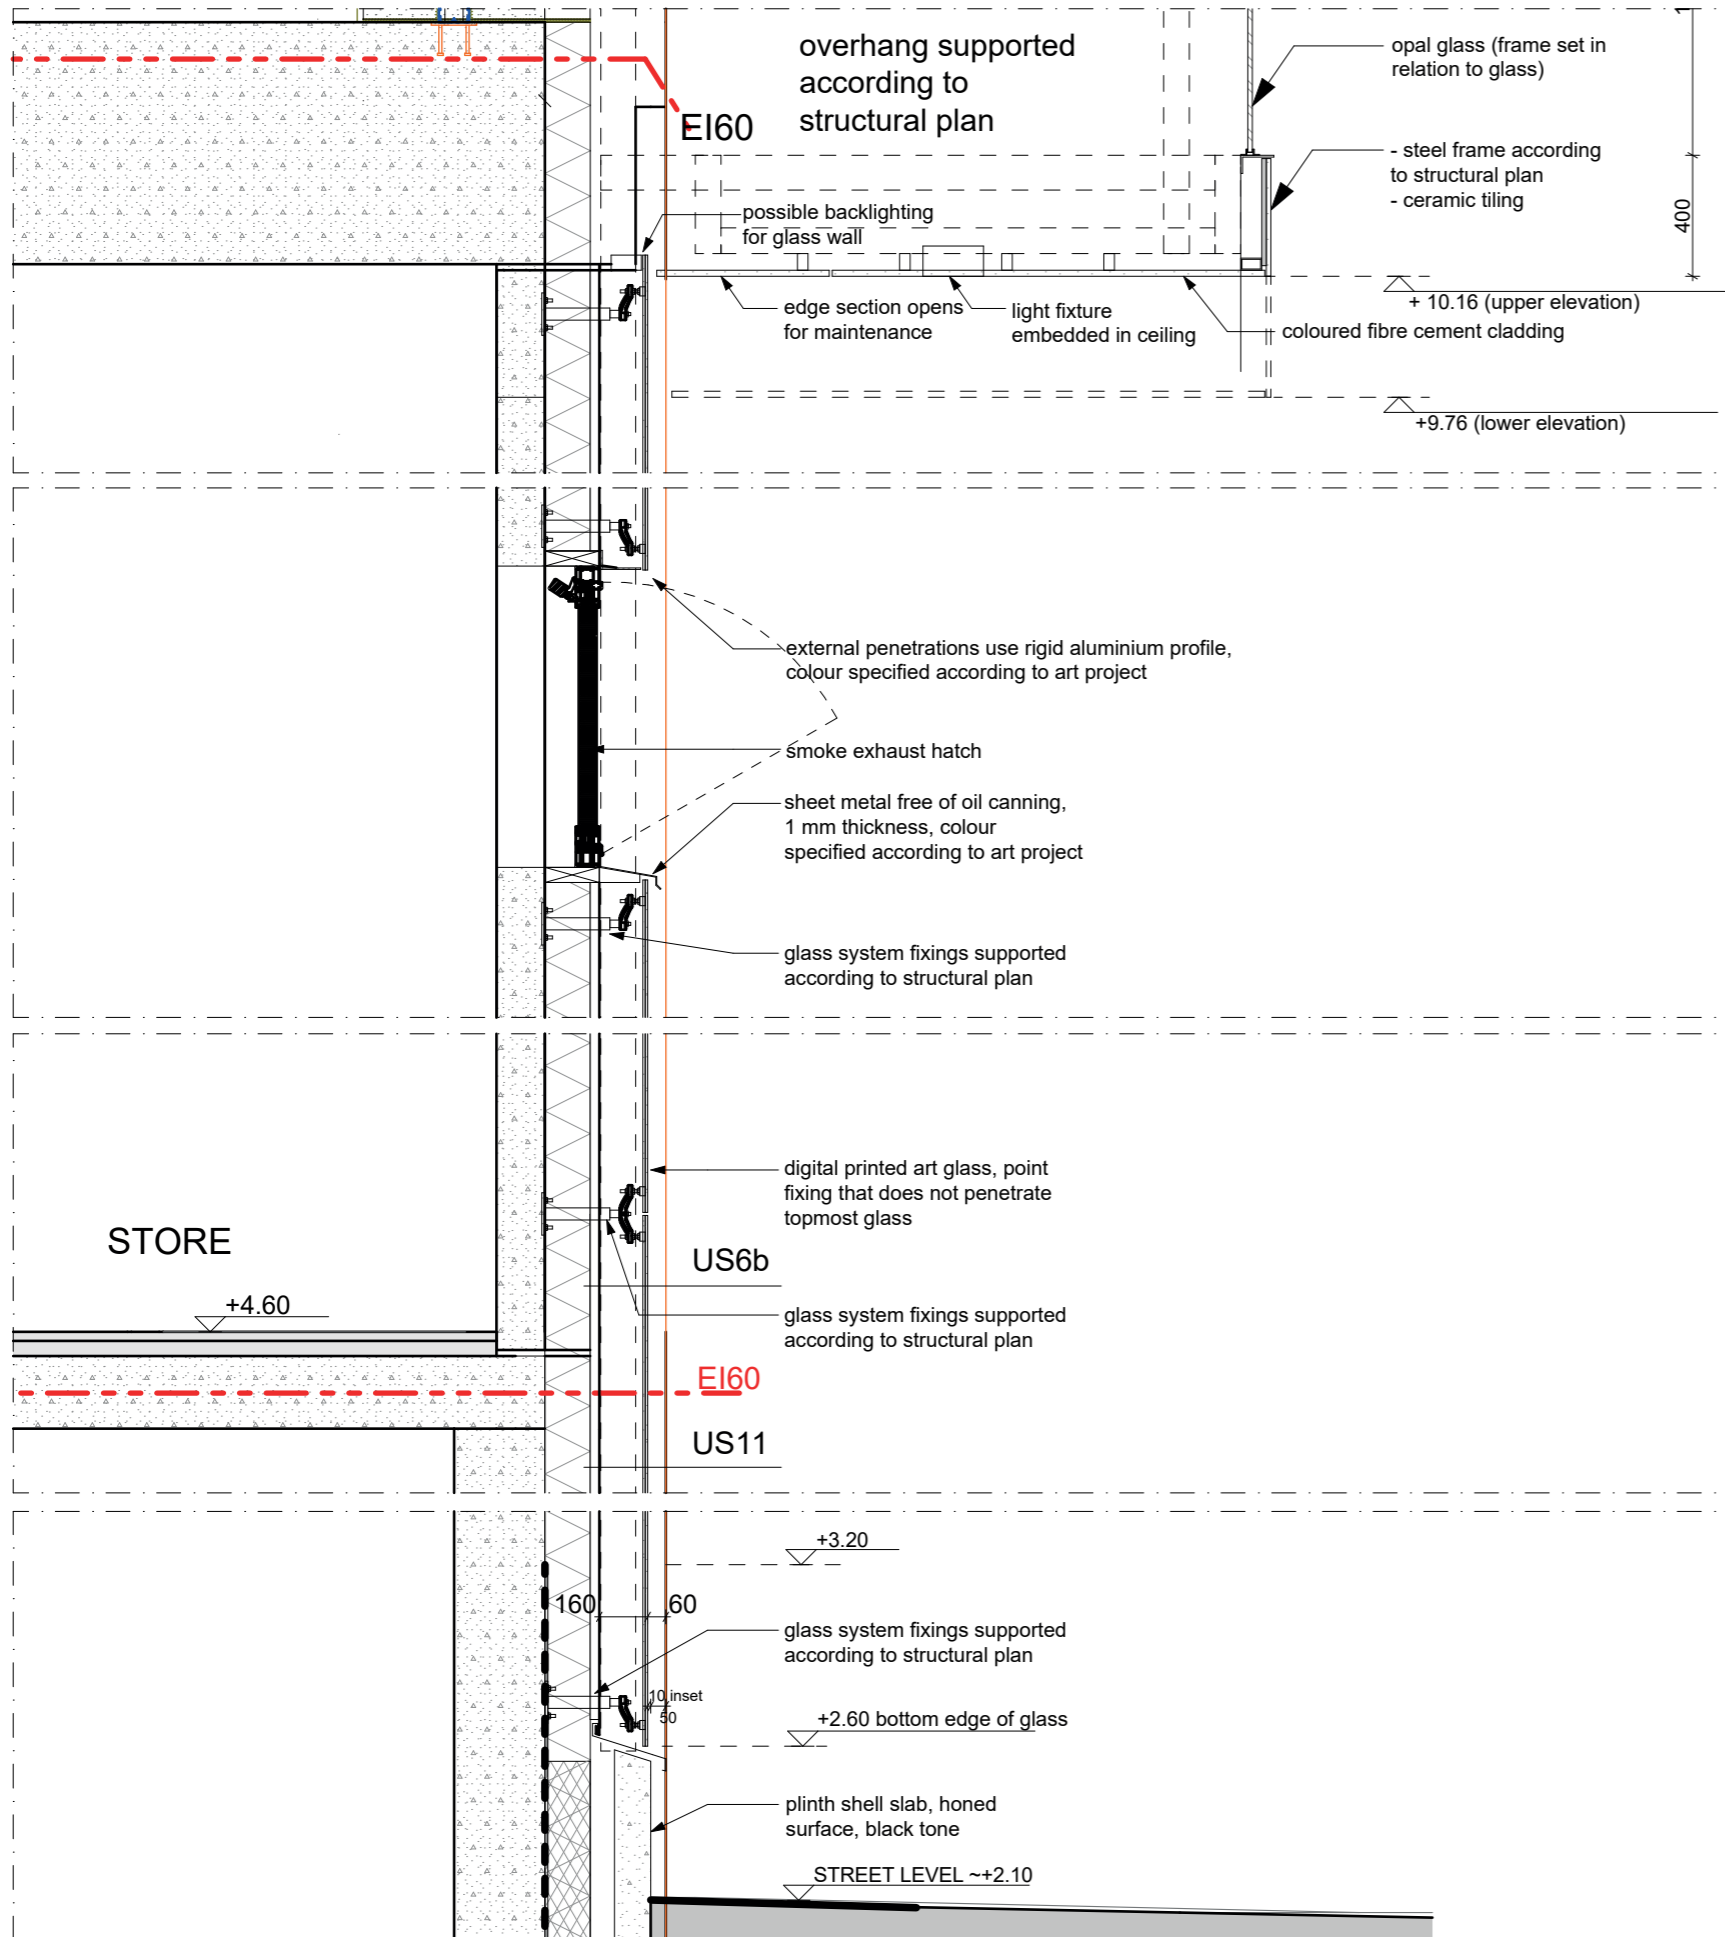 overhang supported
according to
structural plan
EI60
opal glass (frame set in
relation to glass)
- steel frame according
to structural plan
- ceramic tiling
400
possible backlighting
for glass wall
edge section opens
for maintenance
light fixture
embedded in ceiling
+ 10.16 (upper elevation)
coloured fibre cement cladding
+9.76 (lower elevation)
external penetrations use rigid aluminium profile,
colour specified according to art project
smoke exhaust hatch
sheet metal free of oil canning,
1 mm thickness, colour
specified according to art project
glass system fixings supported
according to structural plan
digital printed art glass, point
fixing that does not penetrate
topmost glass
STORE
US6b
+4.60
glass system fixings supported
according to structural plan
EI60
US11
+3.20
160
60
glass system fixings supported
according to structural plan
10 inset
50
+2.60 bottom edge of glass
plinth shell slab, honed
surface, black tone
STREET LEVEL ~+2.10